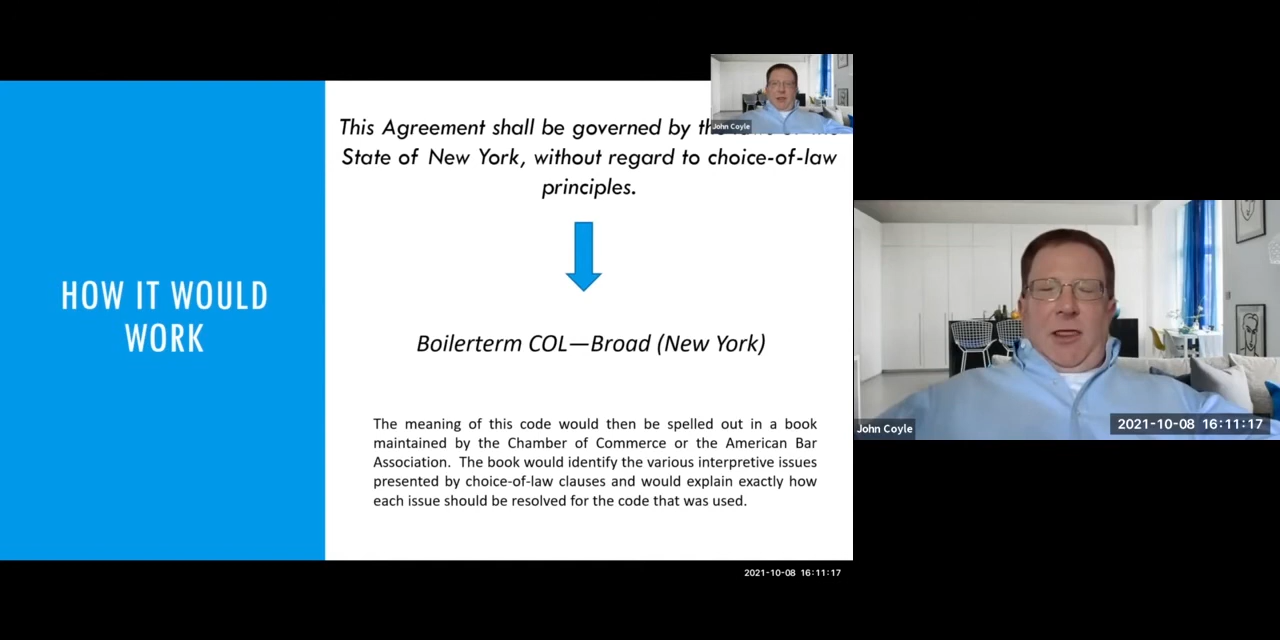 HOW IT WOULD
WORK
This Agreement shall be governed by
State of New York, without regard to choice-of-law
principles.
Boilerterm COL—Broad (New York)
The meaning of this code would then be spelled out in a book
maintained by the Chamber of Commerce or the American Bar
Association. The book would identify the various interpretive issues
presented by choice-of-law clauses and would explain exactly how
each issue should be resolved for the code that was used.
John Coyle
2021-10-08 16:11:17
John Coyle
2021-10-08 16:11:17